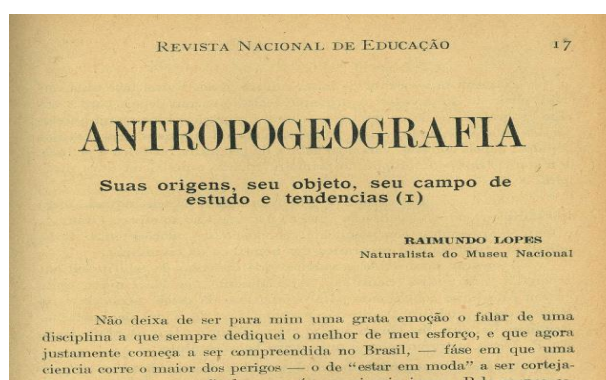 REVISTA NACIONAL DE EDUCAÇÃO 17
ANTROPOGEOGRAFIA
Suas origens, seu objeto, seu campo de
estudo e tendencias (1)
RAIMUNDO LOPES
Naturalista do Museu Nacional
Não deixa de ser para mim uma grata emoção o falar de uma
disciplina a que sempre dediquei o melhor de meu esforço, e que agora
justamente começa a ser compreendida no Brasil, — fáse em que uma
ciencia corre o maior dos perigos — o de "estar em moda" a ser corteja-